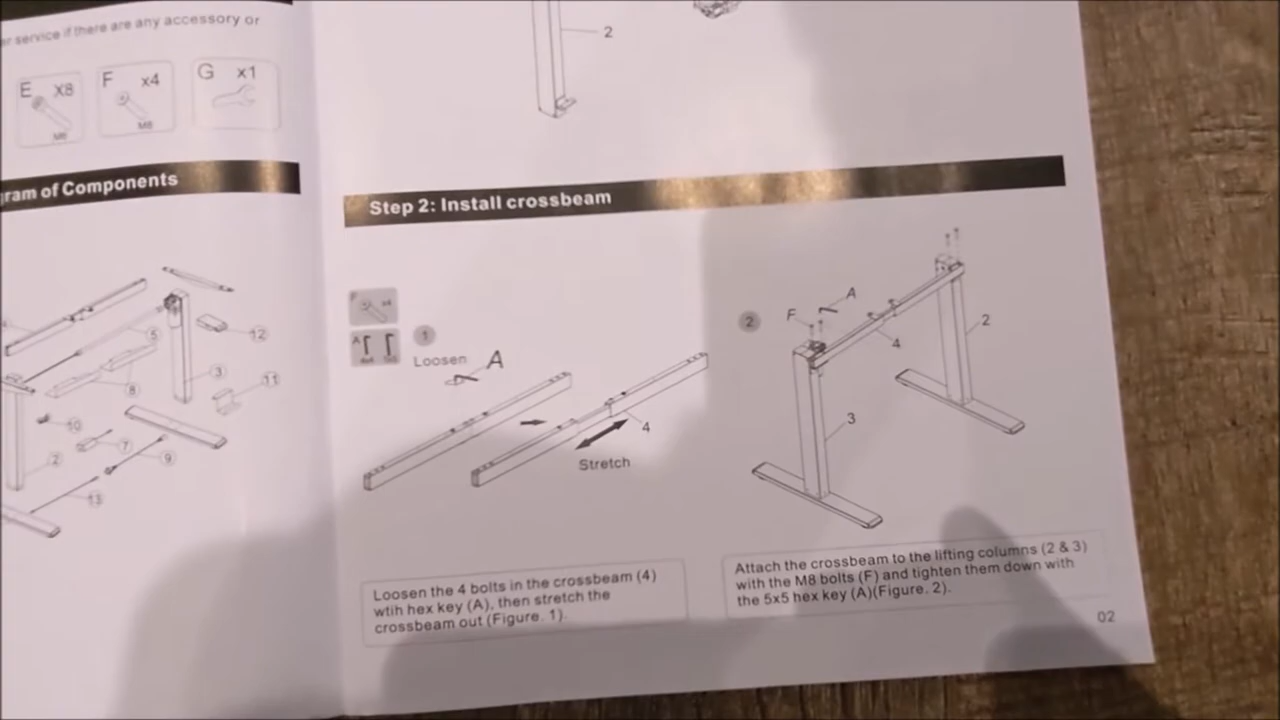 er service if there are any accessory or
E X8
M6
F x4
M8
G x1
gram of Components
5
12
8
3
11
10
7
2
9
13
2
Step 2: Install crossbeam
F x4
A
1
Loosen
A
4
Stretch
2
F
A
4
2
3
Loosen the 4 bolts in the crossbeam (4)
wtih hex key (A), then stretch the
crossbeam out (Figure. 1).
Attach the crossbeam to the lifting columns (2 & 3)
with the M8 bolts (F) and tighten them down with
the 5x5 hex key (A)(Figure. 2).
02